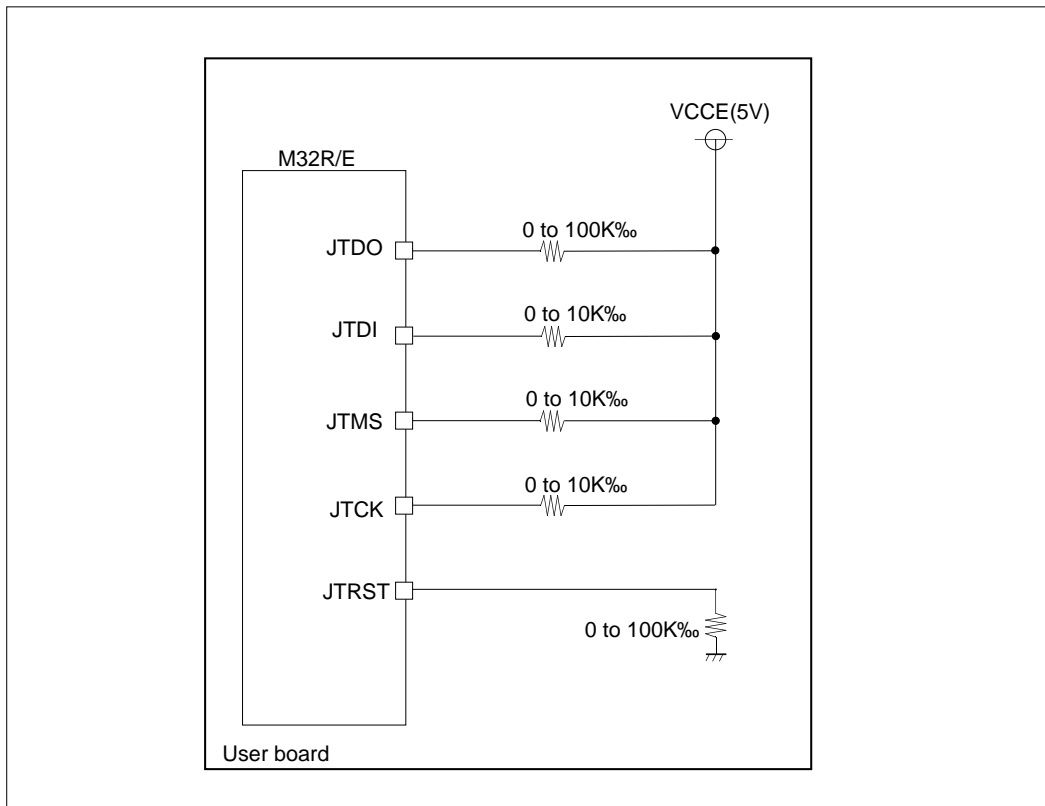 VCCE(5V)
M32R/E
JTDO
0 to 100K‰
JTDI
0 to 10K‰
JTMS
0 to 10K‰
JTCK
0 to 10K‰
JTRST
0 to 100K‰
User board